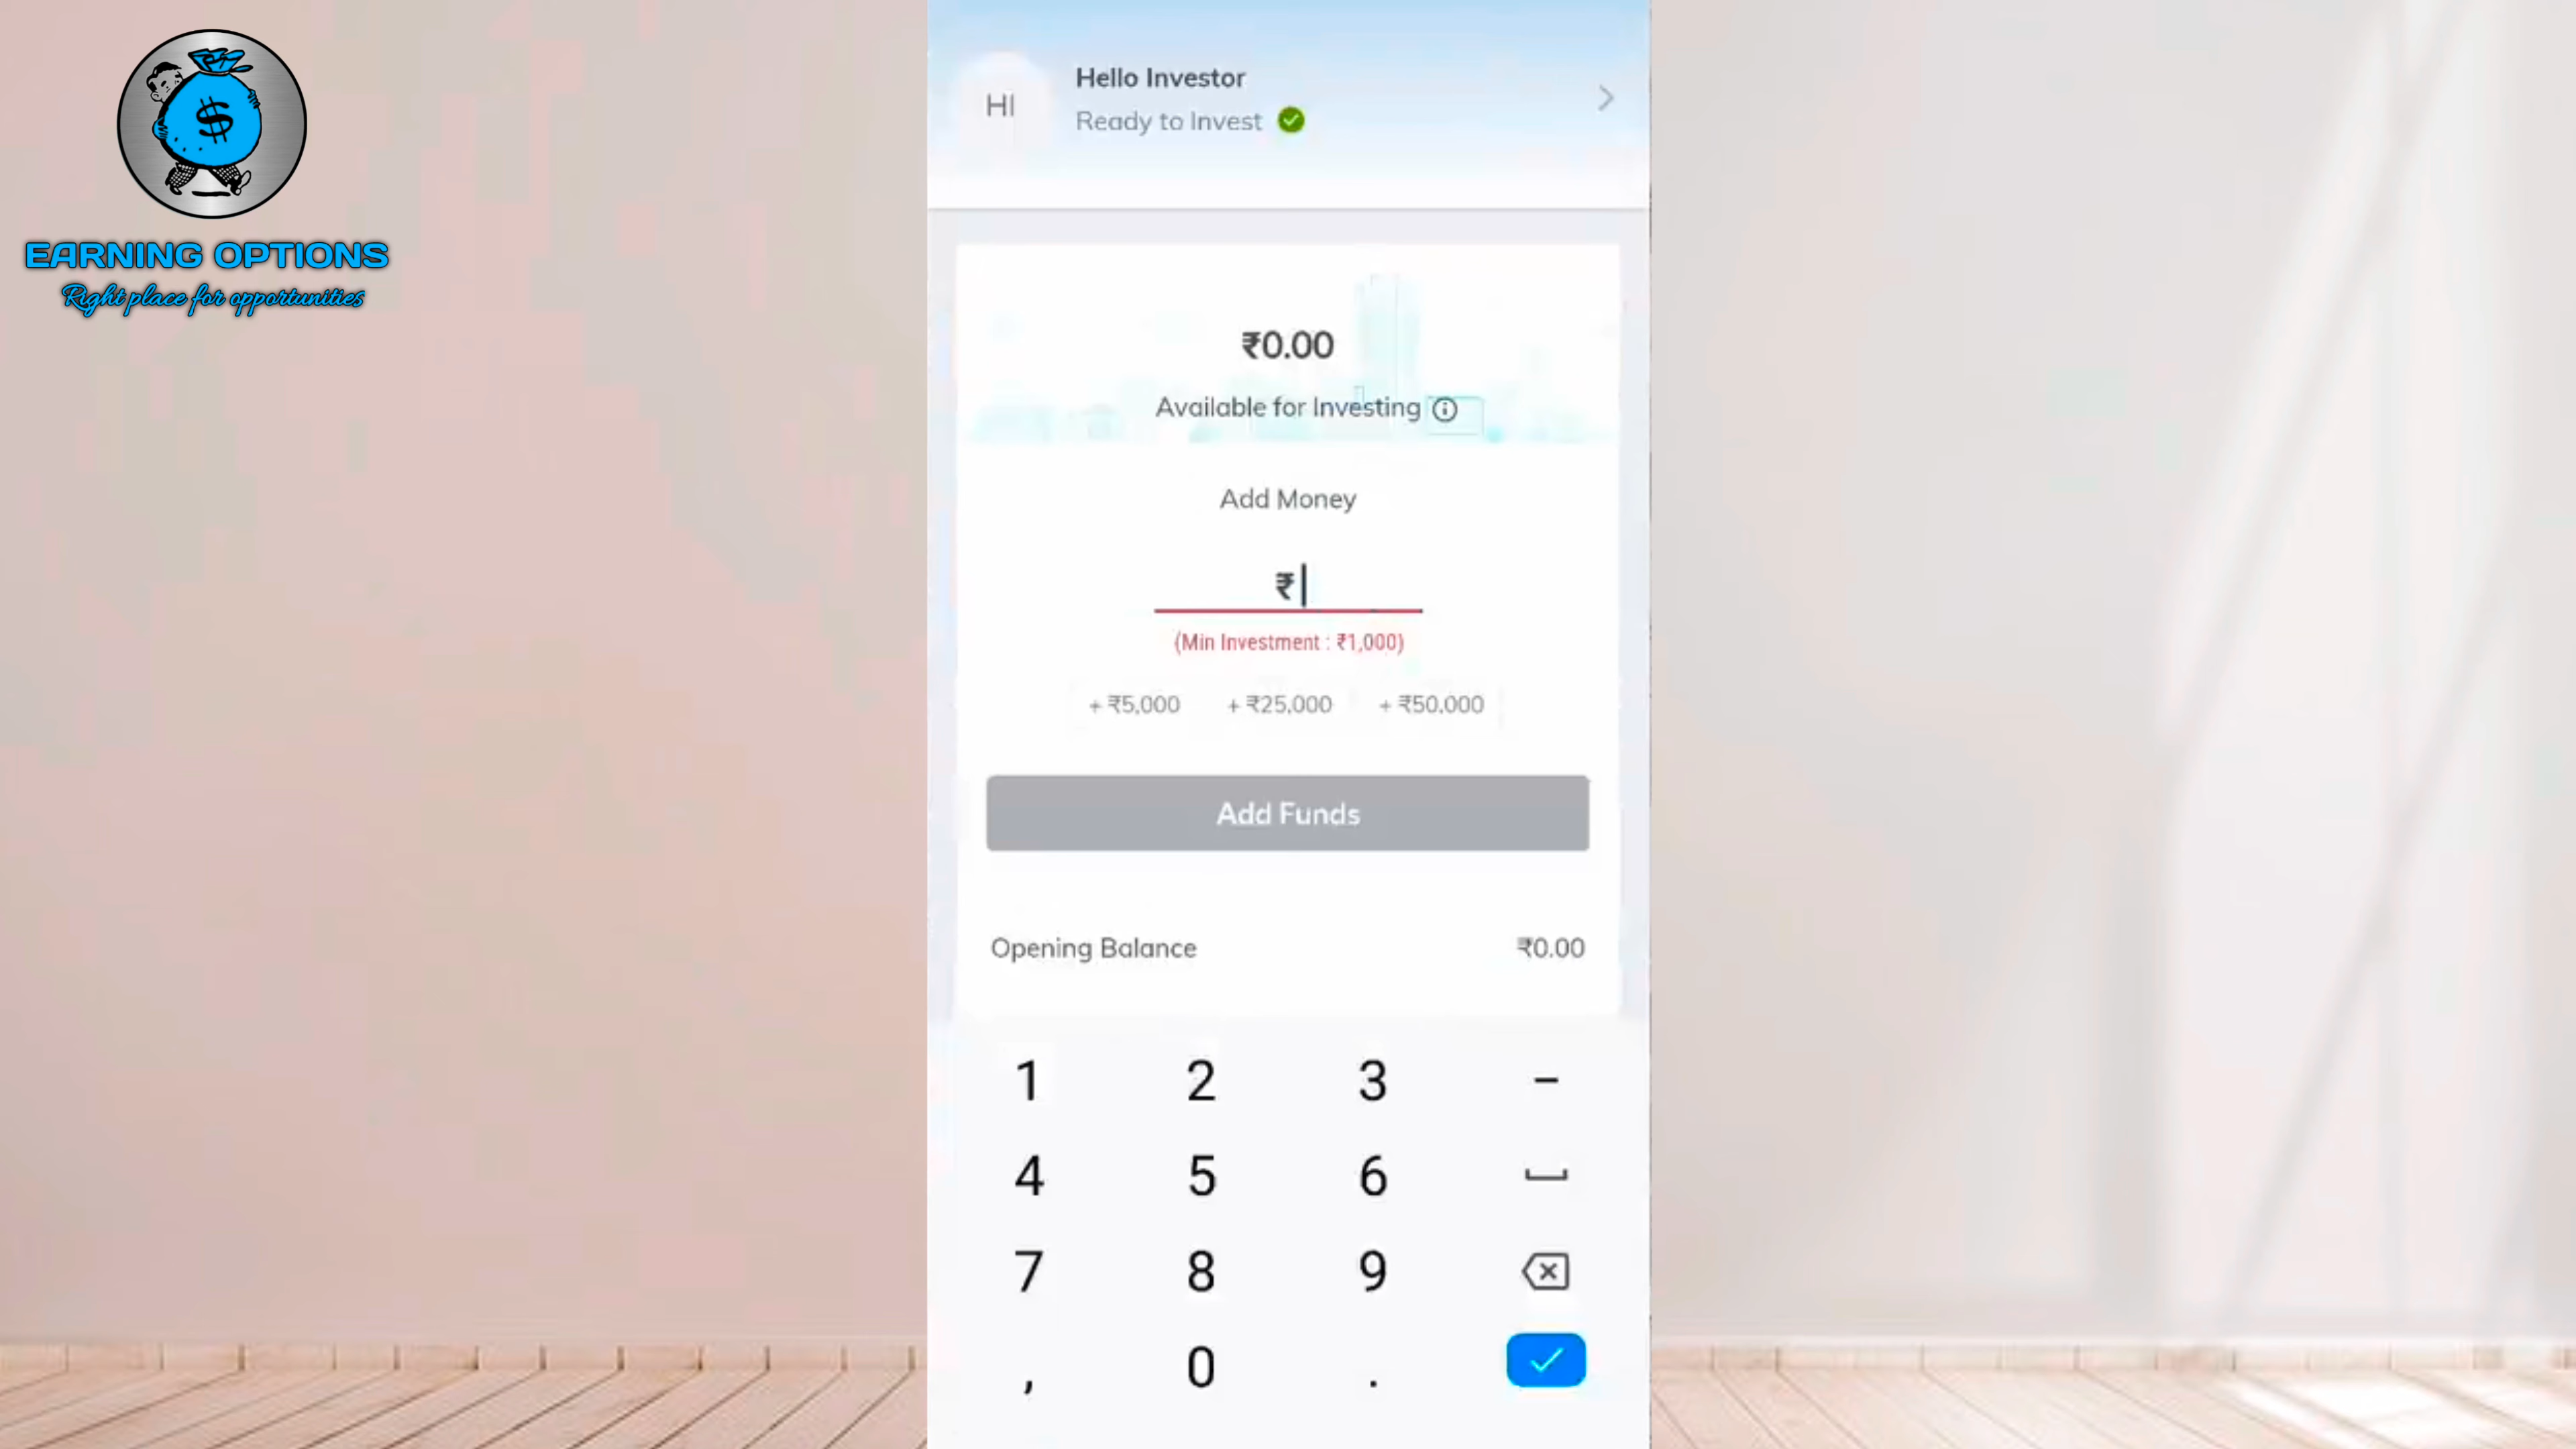 $
EARNING OPTIONS
Right place for opportunities
HI
Hello Investor
Ready to Invest
₹0.00
Available for Investing
Add Money
₹
(Min Investment : ₹1,000)
+ ₹5,000 + ₹25,000 + ₹50,000
Add Funds
Opening Balance ₹0.00
1 2 3 -
4 5 6
7 8 9
, 0 .